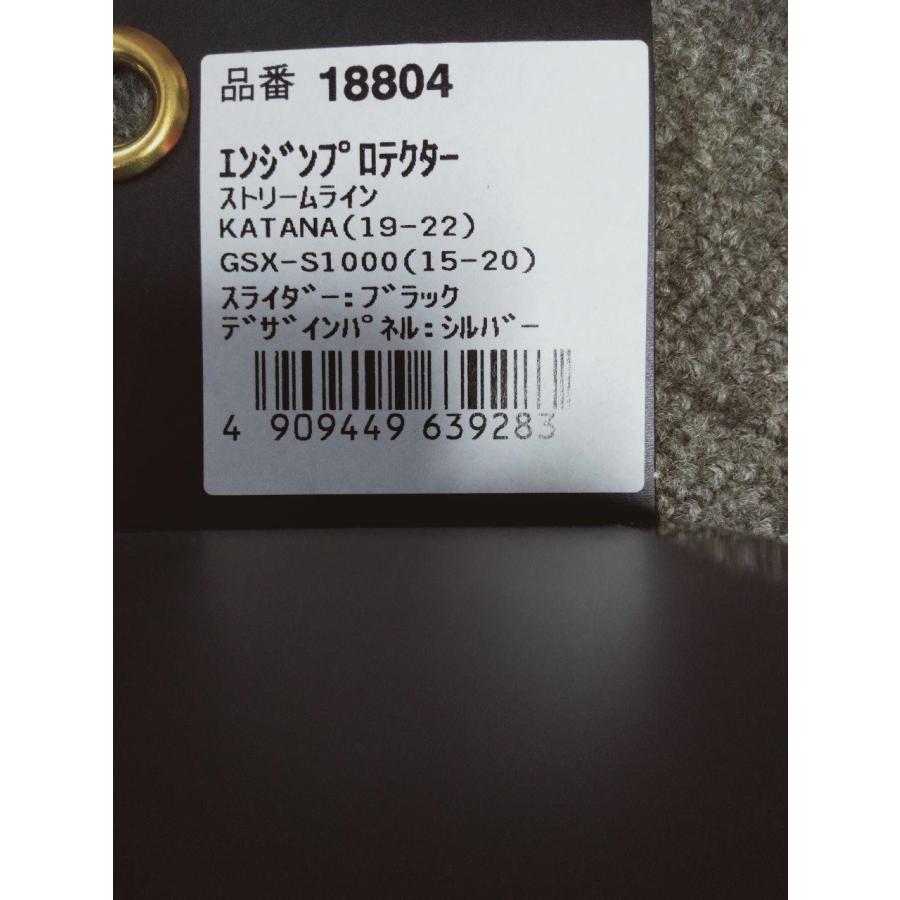 品番 18804
ｴﾝｼﾞﾝﾌﾟﾛﾃｸﾀｰ
ストリームライン
KATANA(19-22)
GSX-S1000(15-20)
ｽﾗｲﾀﾞｰ:ﾌﾞﾗｯｸ
ﾃﾞｻﾞｲﾝﾊﾟﾈﾙ:ｼﾙﾊﾞｰ
4 909449 639283